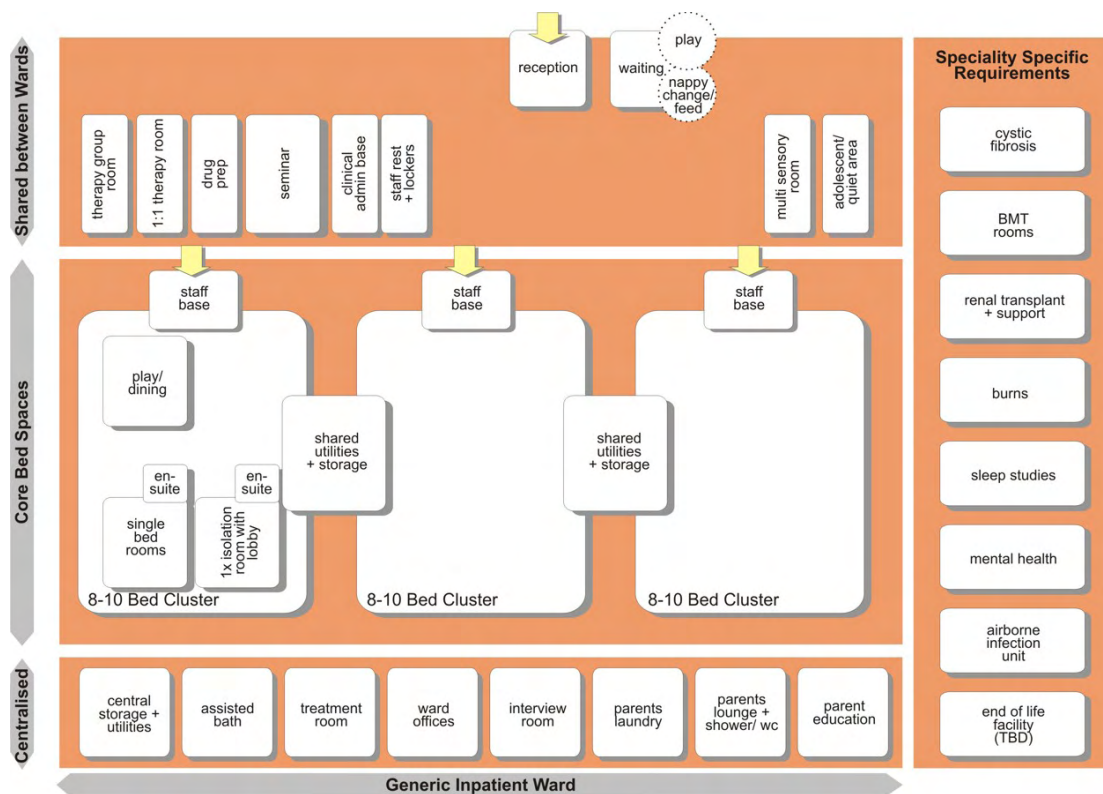 Shared between Wards
reception
waiting
play
nappy
change/
feed
therapy group
room
1:1 therapy room
drug
prep
seminar
clinical
admin base
staff rest
+ lockers
multi sensory
room
adolescent/
quiet area
Core Bed Spaces
staff
base
staff
base
staff
base
play/
dining
shared
utilities
+ storage
shared
utilities
+ storage
en-
suite
en-
suite
single
bed
rooms
1x isolation
room with
lobby
8-10 Bed Cluster
8-10 Bed Cluster
8-10 Bed Cluster
Centralised
central
storage +
utilities
assisted
bath
treatment
room
ward
offices
interview
room
parents
laundry
parents
lounge +
shower/ wc
parent
education
Generic Inpatient Ward
Speciality Specific
Requirements
cystic
fibrosis
BMT
rooms
renal transplant
+ support
burns
sleep studies
mental health
airborne
infection
unit
end of life
facility
(TBD)